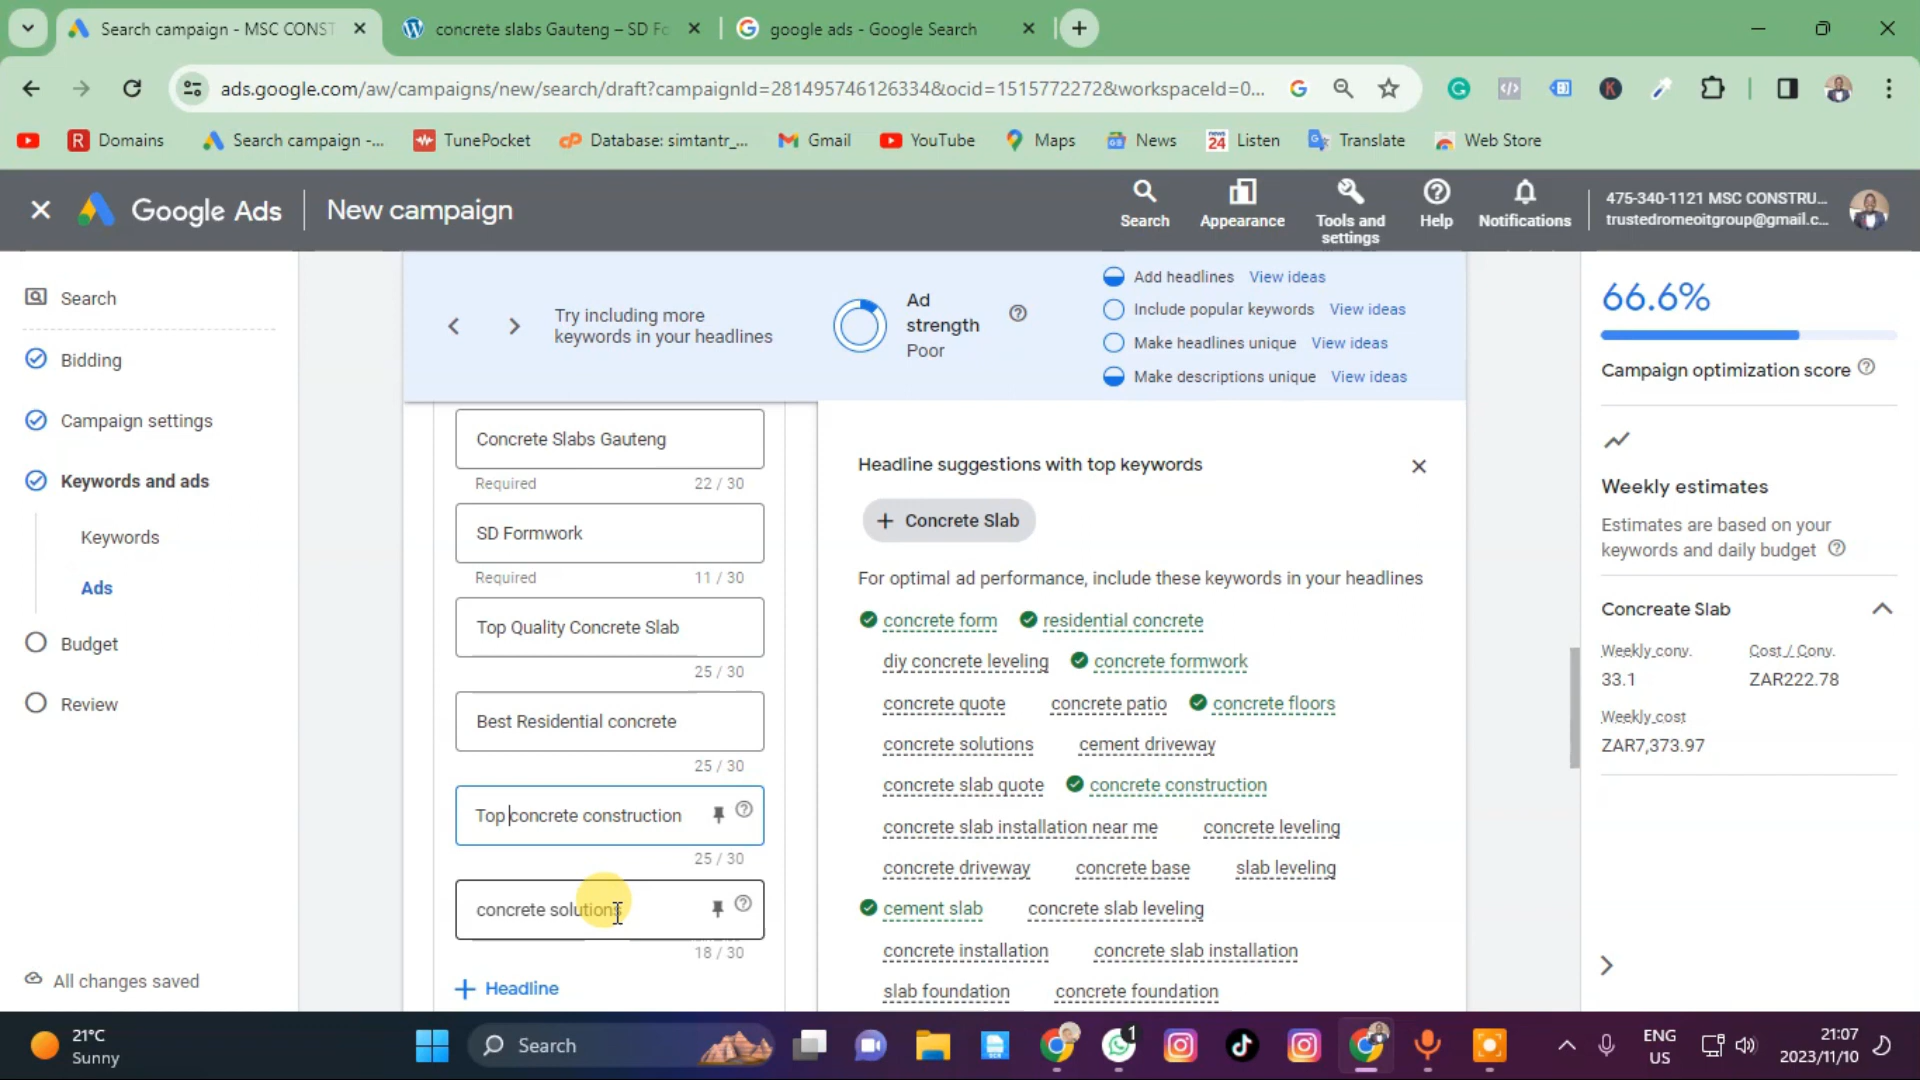 Search campaign - MSC CONST
concrete slabs Gauteng – SD Fo
google ads - Google Search
ads.google.com/aw/campaigns/new/search/draft?campaignId=281495746126334&ocid=1515772272&workspaceId=0...
Domains
Search campaign -...
TunePocket
Database: simtantr_...
Gmail
YouTube
Maps
News
Listen
Translate
Web Store
Google Ads
New campaign
Search
Appearance
Tools and
settings
Help
Notifications
475-340-1121 MSC CONSTRU...
trustedromeoitgroup@gmail.c...
Search
Bidding
Campaign settings
Keywords and ads
Keywords
Ads
Budget
Review
All changes saved
Try including more
keywords in your headlines
Ad
strength
Poor
Add headlines View ideas
Include popular keywords View ideas
Make headlines unique View ideas
Make descriptions unique View ideas
Concrete Slabs Gauteng
Required 22 / 30
SD Formwork
Required 11 / 30
Top Quality Concrete Slab
25 / 30
Best Residential concrete
25 / 30
Top concrete construction
25 / 30
concrete solutions
18 / 30
+ Headline
Headline suggestions with top keywords
+ Concrete Slab
For optimal ad performance, include these keywords in your headlines
concrete form residential concrete
diy concrete leveling concrete formwork
concrete quote concrete patio concrete floors
concrete solutions cement driveway
concrete slab quote concrete construction
concrete slab installation near me concrete leveling
concrete driveway concrete base slab leveling
cement slab concrete slab leveling
concrete installation concrete slab installation
slab foundation concrete foundation
66.6%
Campaign optimization score
Weekly estimates
Estimates are based on your
keywords and daily budget
Concreate Slab
Weekly conv. Cost / Conv.
33.1 ZAR222.78
Weekly cost
ZAR7,373.97
21°C
Sunny
Search
1
ENG
US
21:07
2023/11/10